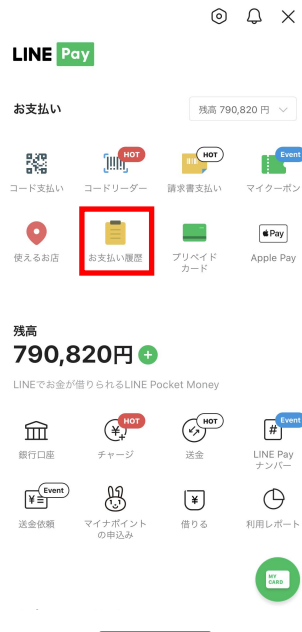 LINE Pay
お支払い
残高 790,820 円
HOT
HOT
Event
コード支払い
コードリーダー
請求書支払い
マイクーポン
Pay
使えるお店
お支払い履歴
プリペイド
カード
Apple Pay
残高
790,820円
LINEでお金が借りられるLINE Pocket Money
HOT
HOT
Event
銀行口座
チャージ
送金
LINE Pay
ナンバー
Event
送金依頼
マイナポイント
の申込み
借りる
利用レポート
MY
CARD